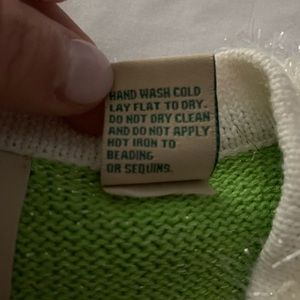 HAND WASH COLD
LAY FLAT TO DRY.
DO NOT DRY CLEAN
AND DO NOT APPLY
HOT IRON TO
BEADING
OR SEQUINS.